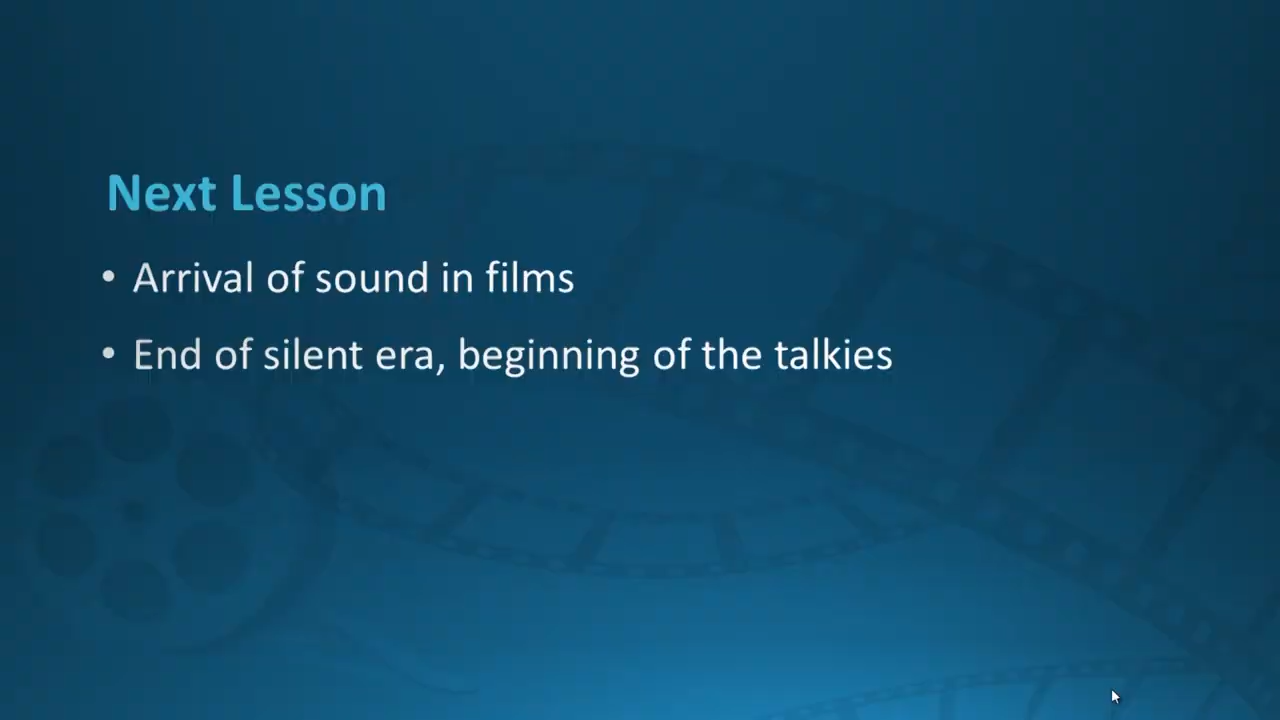 Next Lesson
• Arrival of sound in films
• End of silent era, beginning of the talkies